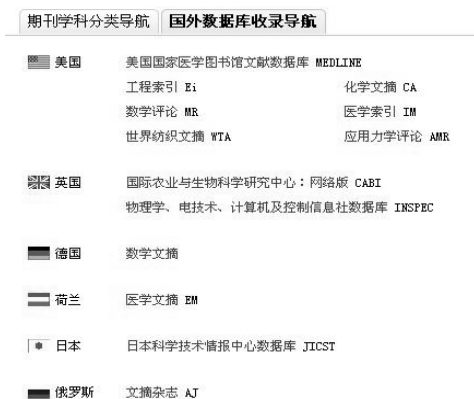 期刊学科分类导航 国外数据库收录导航
美国 美国国家医学图书馆文献数据库 MEDLINE
工程索引 Ei 化学文摘 CA
数学评论 MR 医学索引 IM
世界纺织文摘 WTA 应用力学评论 AMR
英国 国际农业与生物科学研究中心：网络版 CABI
物理学、电技术、计算机及控制信息社数据库 INSPEC
德国 数学文摘
荷兰 医学文摘 EM
日本 日本科学技术情报中心数据库 JICST
俄罗斯 文摘杂志 AJ